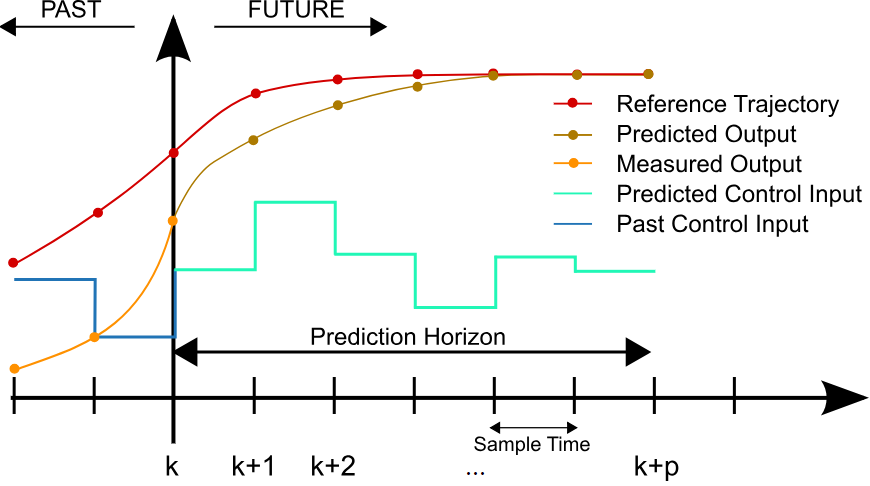 PAST
FUTURE
Reference Trajectory
Predicted Output
Measured Output
Predicted Control Input
Past Control Input
Prediction Horizon
Sample Time
k
k+1
k+2
...
k+p